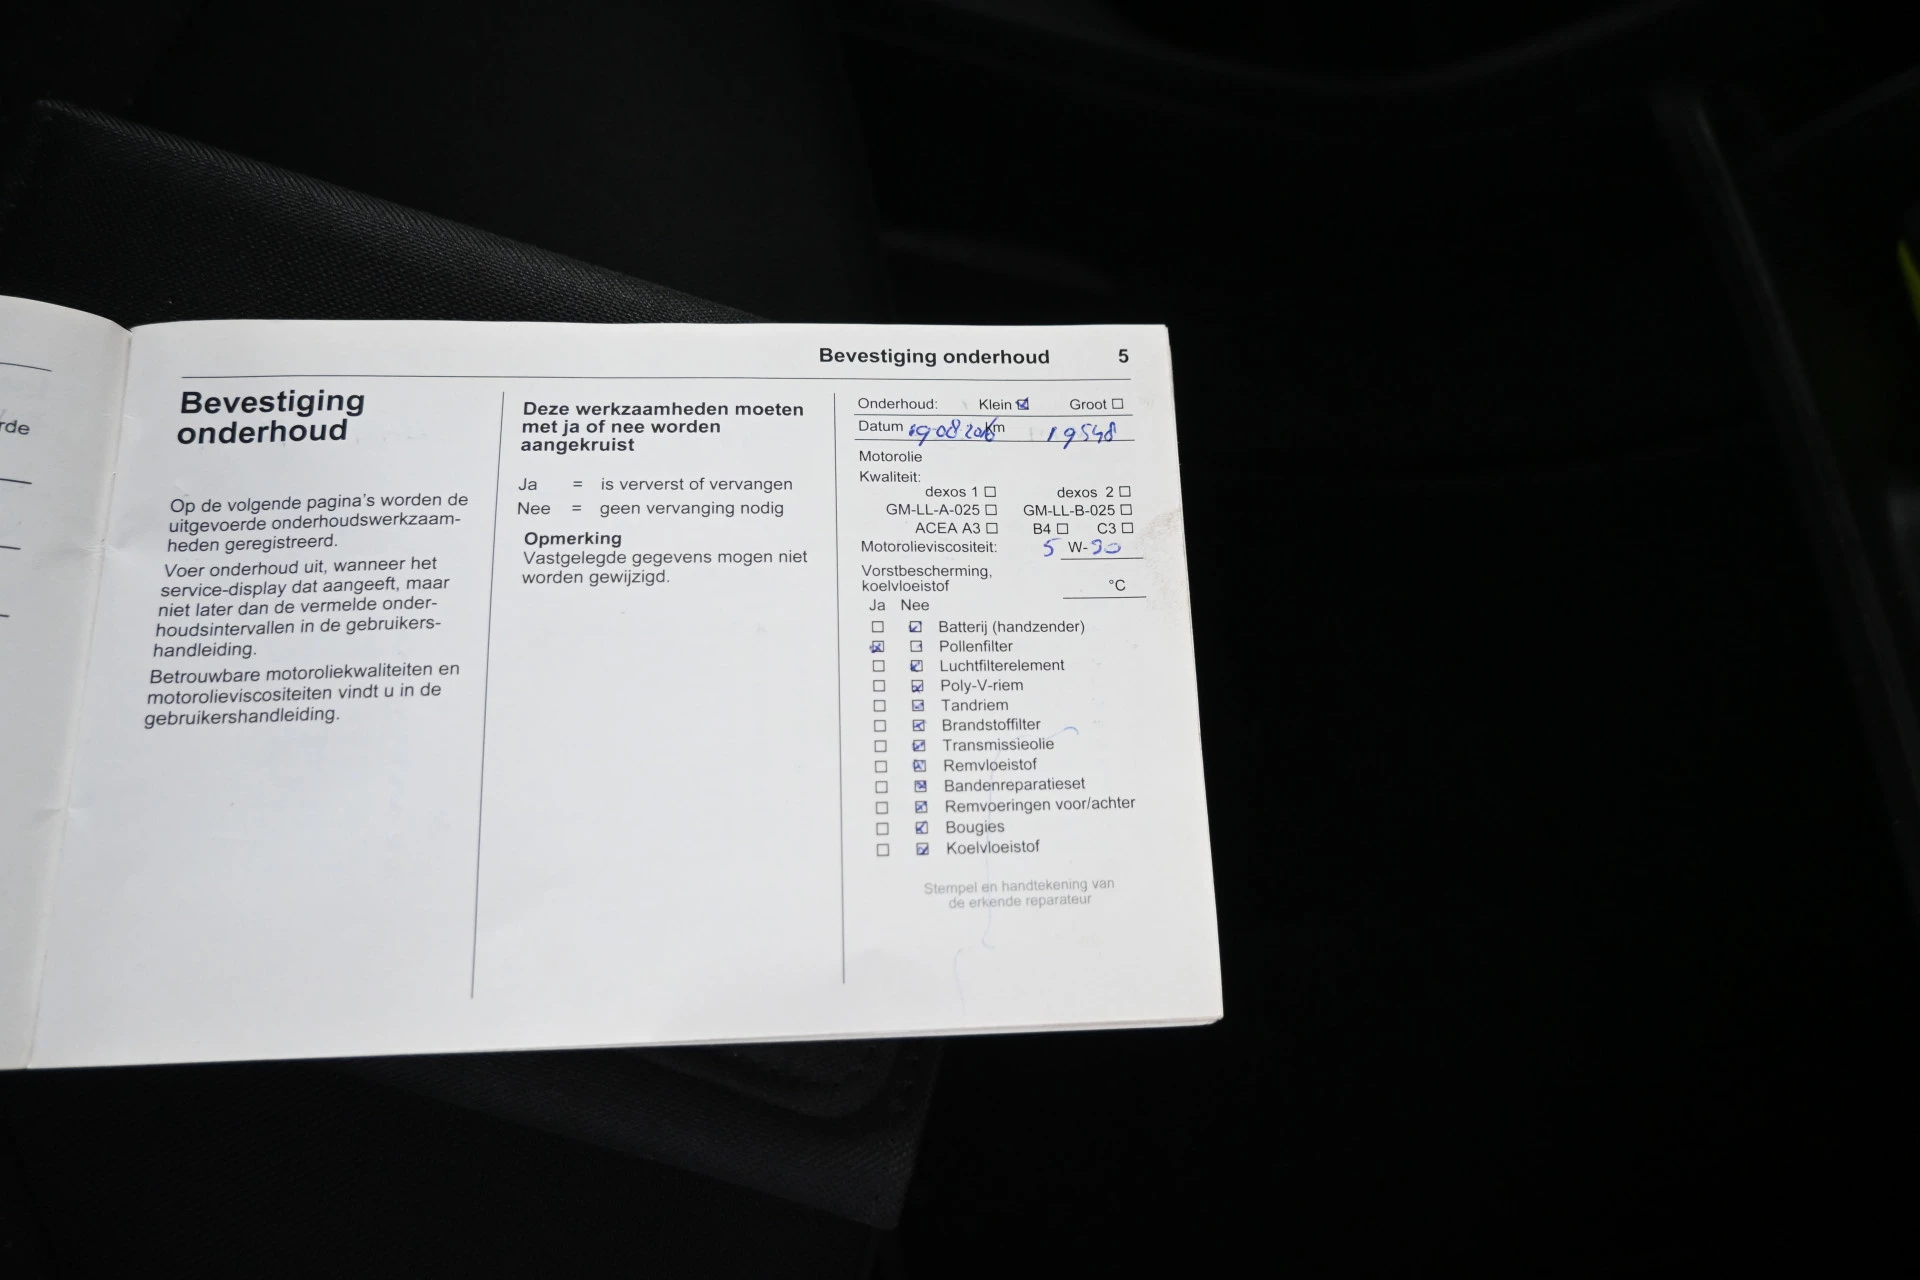 rde
Bevestiging onderhoud 5
Bevestiging
onderhoud
Op de volgende pagina's worden de
uitgevoerde onderhoudswerkzaam-
heden geregistreerd.
Voer onderhoud uit, wanneer het
service-display dat aangeeft, maar
niet later dan de vermelde onder-
houdsintervallen in de gebruikers-
handleiding.
Betrouwbare motoroliekwaliteiten en
motorolieviscositeiten vindt u in de
gebruikershandleiding.
Deze werkzaamheden moeten
met ja of nee worden
aangekruist
Ja = is ververst of vervangen
Nee = geen vervanging nodig
Opmerking
Vastgelegde gegevens mogen niet
worden gewijzigd.
Onderhoud: Klein Groot
Datum Km 19548
Motorolie
Kwaliteit:
dexos 1 dexos 2
GM-LL-A-025 GM-LL-B-025
ACEA A3 B4 C3
Motorolieviscositeit: 5 W-30
Vorstbescherming,
koelvloeistof °C
Ja Nee
Batterij (handzender)
Pollenfilter
Luchtfilterelement
Poly-V-riem
Tandriem
Brandstoffilter
Transmissieolie
Remvloeistof
Bandenreparatieset
Remvoeringen voor/achter
Bougies
Koelvloeistof
Stempel en handtekening van
de erkende reparateur